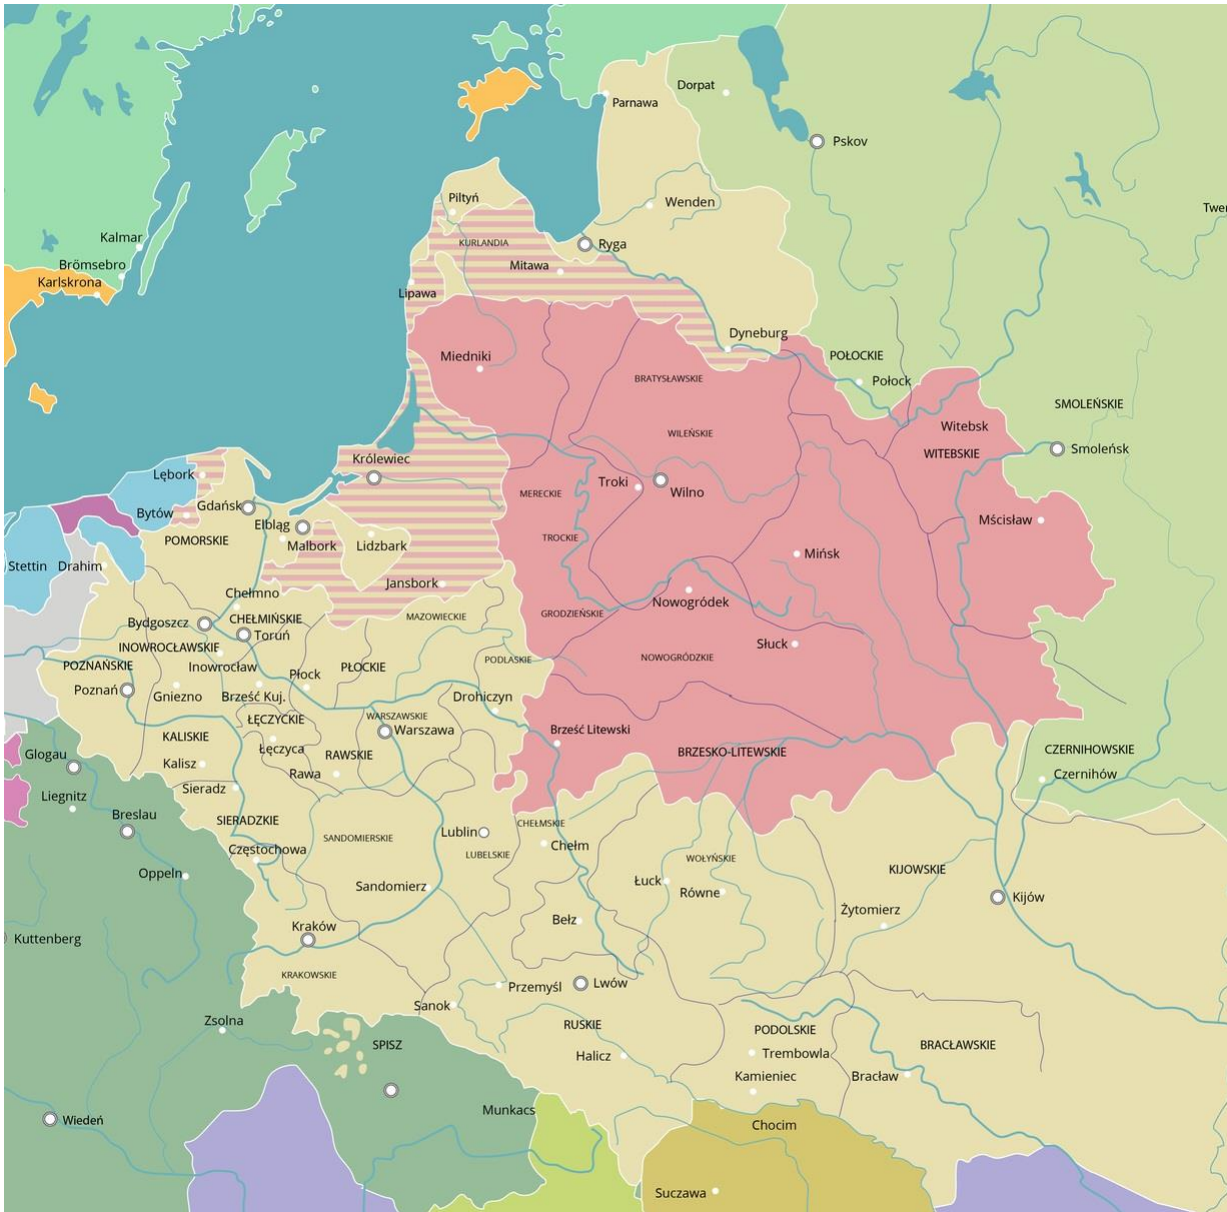 Dorpat
Parnawa
Pskov
Piltyń
Wenden
Twer
Kalmar
KURLANDIA
Ryga
Brömsebro
Mitawa
Karlskrona
Lipawa
Dyneburg
Miedniki
POŁOCKIE
BRATYSŁAWSKIE
Połock
SMOLEŃSKIE
WILEŃSKIE
Witebsk
WITEBSKIE
Smoleńsk
Królewiec
Lębork
Troki
Wilno
MERECKIE
Bytów
Gdańsk
Mścisław
Elbląg
POMORSKIE
Malbork
Lidzbark
TROCKIE
Mińsk
Stettin
Drahim
Jansbork
Chełmno
Nowogródek
CHEŁMIŃSKIE
MAZOWIECKIE
GRODZIEŃSKIE
Bydgoszcz
Toruń
INOWROCŁAWSKIE
Słuck
POZNAŃSKIE
Inowrocław
PŁOCKIE
PODLASKIE
NOWOGRÓDZKIE
Płock
Poznań
Gniezno
Brześć Kuj.
Drohiczyn
ŁĘCZYCKIE
WARSZAWSKIE
Warszawa
Brześć Litewski
KALISKIE
Łęczyca
RAWSKIE
BRZESKO-LITEWSKIE
CZERNIHOWSKIE
Glogau
Kalisz
Rawa
Czernihów
Sieradz
Liegnitz
Breslau
SIERADZKIE
CHEŁMSKIE
SANDOMIERSKIE
Lublin
Chełm
Częstochowa
LUBELSKIE
WOŁYŃSKIE
Oppeln
KIJOWSKIE
Sandomierz
Łuck
Równe
Kijów
Żytomierz
Kraków
Bełz
Kuttenberg
KRAKOWSKIE
Przemyśl
Lwów
Sanok
Zsolna
RUSKIE
PODOLSKIE
SPISZ
BRACŁAWSKIE
Halicz
Trembowla
Kamieniec
Bracław
Munkacs
Wiedeń
Chocim
Suczawa